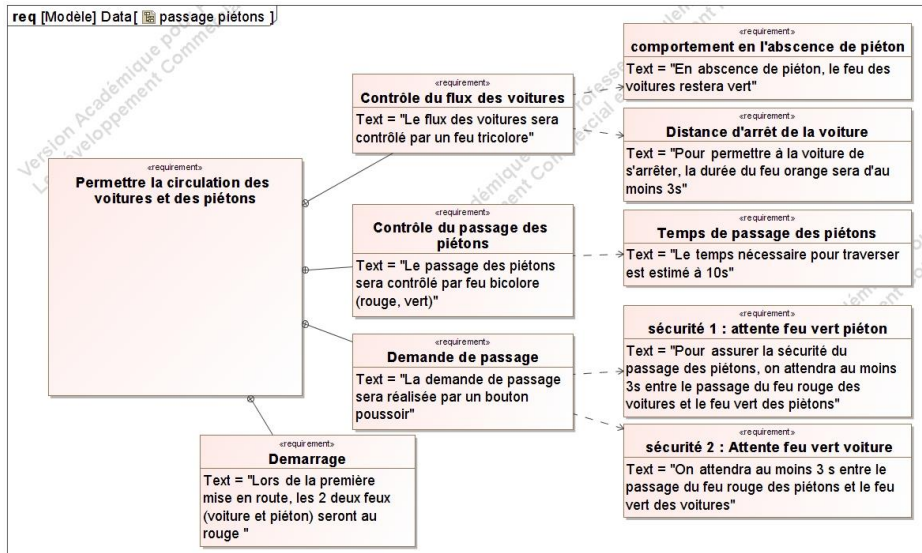 req [Modèle] Data[ passage piétons ]
«requirement»
Permettre la circulation des
voitures et des piétons
«requirement»
Contrôle du flux des voitures
Text = "Le flux des voitures sera
contrôlé par un feu tricolore"
«requirement»
comportement en l'abscence de piéton
Text = "En abscence de piéton, le feu des
voitures restera vert"
«requirement»
Distance d'arrêt de la voiture
Text = "Pour permettre à la voiture de
s'arrêter, la durée du feu orange sera d'au
moins 3s"
«requirement»
Contrôle du passage des
piétons
Text = "Le passage des piétons
sera contrôlé par feu bicolore
(rouge, vert)"
«requirement»
Temps de passage des piétons
Text = "Le temps nécessaire pour traverser
est estimé à 10s"
«requirement»
Demande de passage
Text = "La demande de passage
sera réalisée par un bouton
poussoir"
«requirement»
sécurité 1 : attente feu vert piéton
Text = "Pour assurer la sécurité du
passage des piétons, on attendra au moins
3s entre le passage du feu rouge des
voitures et le feu vert des piétons"
«requirement»
sécurité 2 : Attente feu vert voiture
Text = "On attendra au moins 3 s entre le
passage du feu rouge des piétons et le feu
vert des voitures"
«requirement»
Demarrage
Text = "Lors de la première
mise en route, les 2 deux feux
(voiture et piéton) seront au
rouge "
Version Académique pour
Développement Comme